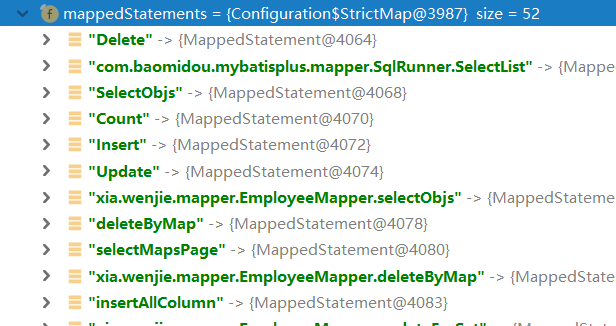 mappedStatements = {Configuration$StrictMap@3987} size = 52
"Delete" -> {MappedStatement@4064}
"com.baomidou.mybatisplus.mapper.SqlRunner.SelectList" -> {Mapped
"SelectObjs" -> {MappedStatement@4068}
"Count" -> {MappedStatement@4070}
"Insert" -> {MappedStatement@4072}
"Update" -> {MappedStatement@4074}
"xia.wenjie.mapper.EmployeeMapper.selectObjs" -> {MappedStateme
"deleteByMap" -> {MappedStatement@4078}
"selectMapsPage" -> {MappedStatement@4080}
"xia.wenjie.mapper.EmployeeMapper.deleteByMap" -> {MappedState
"insertAllColumn" -> {MappedStatement@4083}